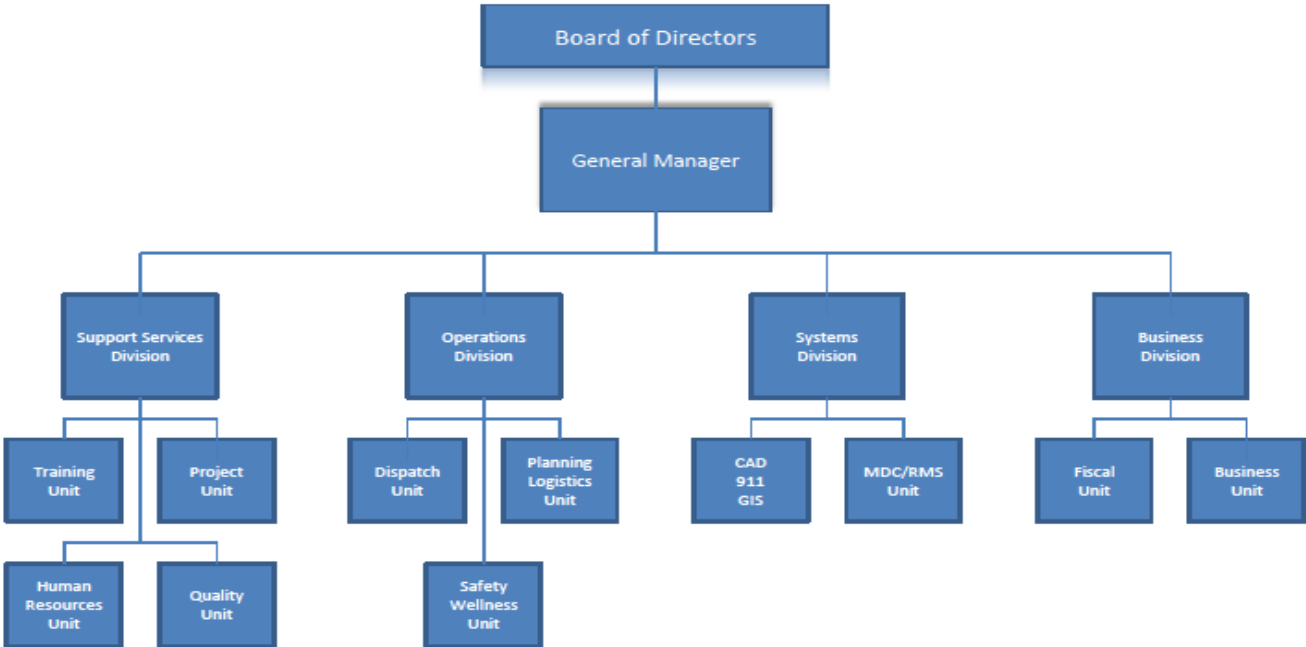 Board of Directors
General Manager
Support Services
Division
Operations
Division
Systems
Division
Business
Division
Training
Unit
Project
Unit
Dispatch
Unit
Planning
Logistics
Unit
CAD
911
GIS
MDC/RMS
Unit
Fiscal
Unit
Business
Unit
Human
Resources
Unit
Quality
Unit
Safety
Wellness
Unit